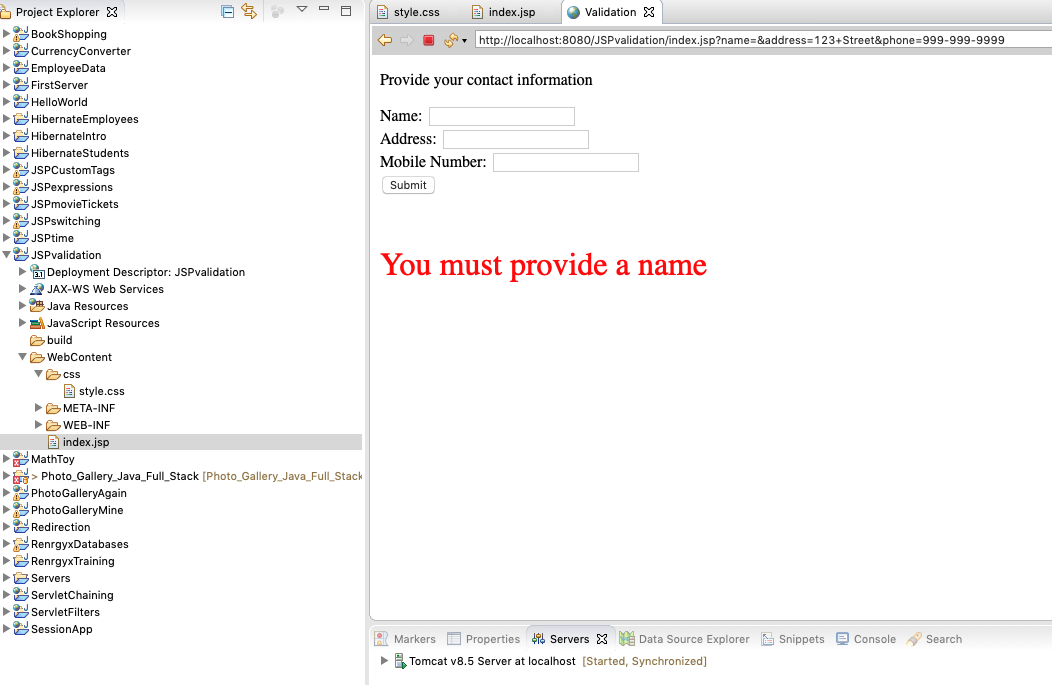 Project Explorer
BookShopping
CurrencyConverter
EmployeeData
FirstServer
HelloWorld
HibernateEmployees
HibernateIntro
HibernateStudents
JSPCustomTags
JSPexpressions
JSPmovieTickets
JSPswitching
JSPtime
JSPvalidation
3.1 Deployment Descriptor: JSPvalidation
JAX-WS Web Services
Java Resources
JavaScript Resources
build
WebContent
css
style.css
META-INF
WEB-INF
index.jsp
MathToy
> Photo_Gallery_Java_Full_Stack [Photo_Gallery_Java_Full_Stack
PhotoGalleryAgain
PhotoGalleryMine
Redirection
RenrgyxDatabases
RenrgyxTraining
Servers
ServletChaining
ServletFilters
SessionApp
style.css index.jsp Validation
http://localhost:8080/JSPvalidation/index.jsp?name=&address=123+Street&phone=999-999-9999
Provide your contact information
Name:
Address:
Mobile Number:
Submit
You must provide a name
Markers Properties Servers Data Source Explorer Snippets Console Search
Tomcat v8.5 Server at localhost [Started, Synchronized]